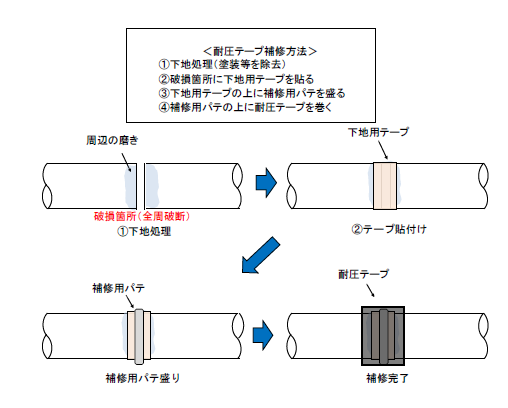 ＜耐圧テープ補修方法＞
①下地処理（塗装等を除去）
②破損箇所に下地用テープを貼る
③下地用テープの上に補修用パテを盛る
④補修用パテの上に耐圧テープを巻く
周辺の磨き
下地用テープ
破損箇所（全周破断）
①下地処理
②テープ貼付け
補修用パテ
耐圧テープ
補修用パテ盛り
補修完了